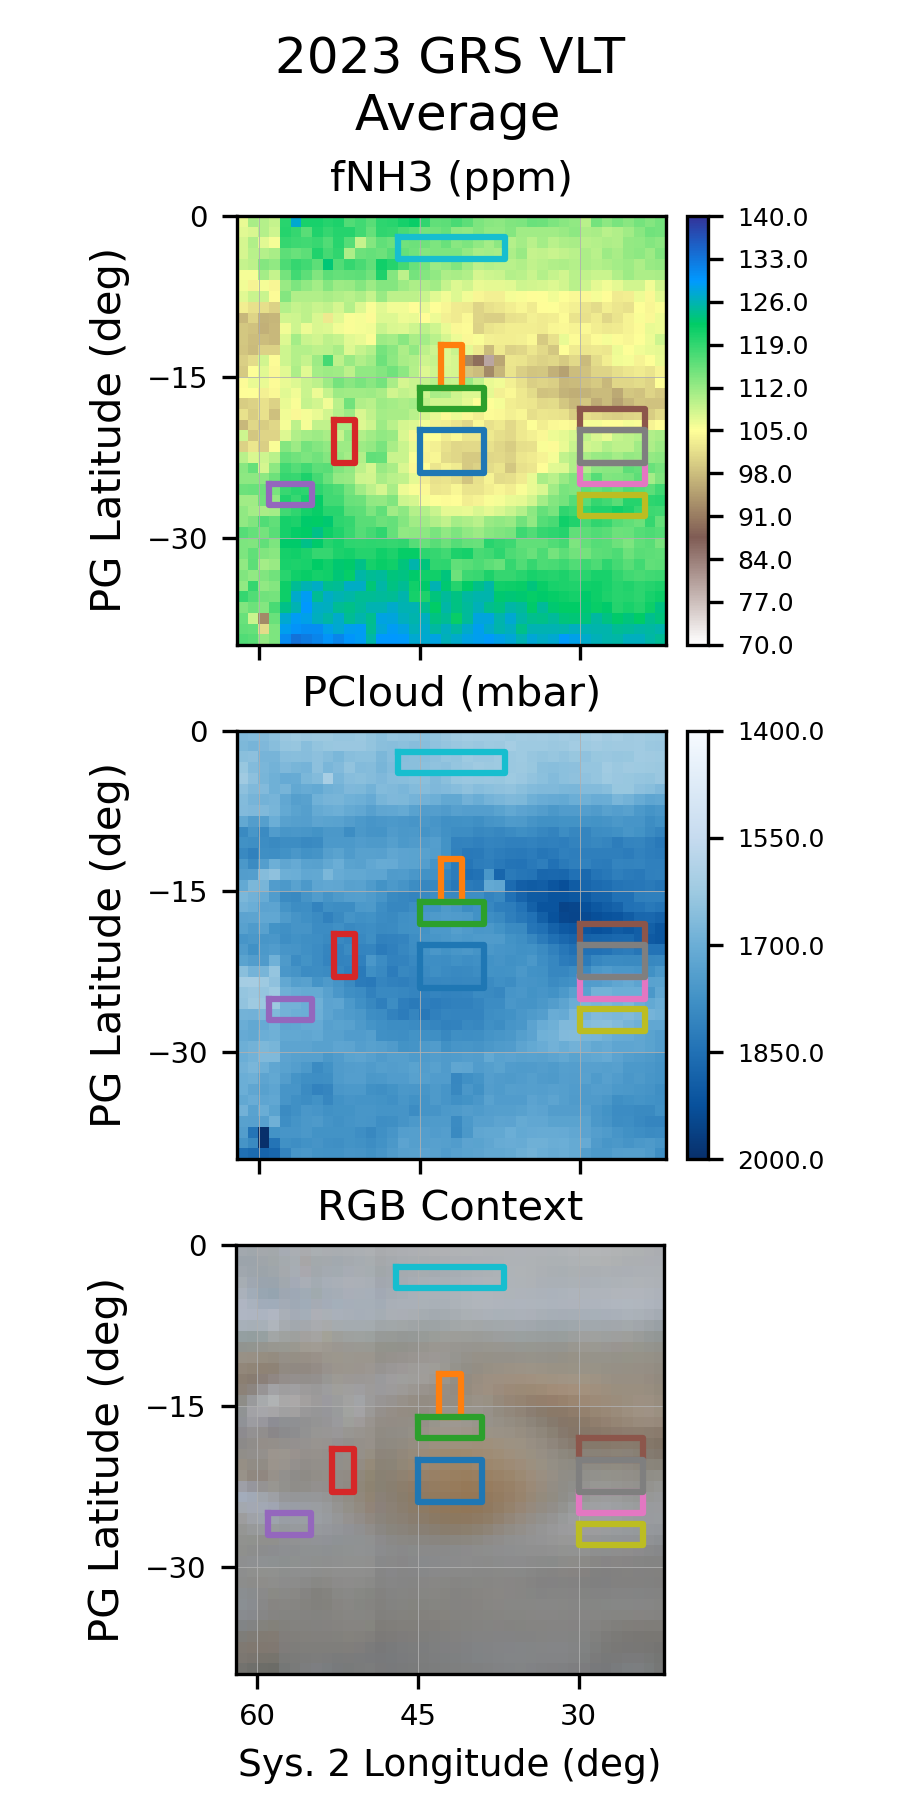 2023 GRS VLT
Average
fNH3 (ppm)
0
−15
−30
PG Latitude (deg)
140.0
133.0
126.0
119.0
112.0
105.0
98.0
91.0
84.0
77.0
70.0
PCloud (mbar)
0
−15
−30
PG Latitude (deg)
1400.0
1550.0
1700.0
1850.0
2000.0
RGB Context
0
−15
−30
PG Latitude (deg)
60 45 30
Sys. 2 Longitude (deg)